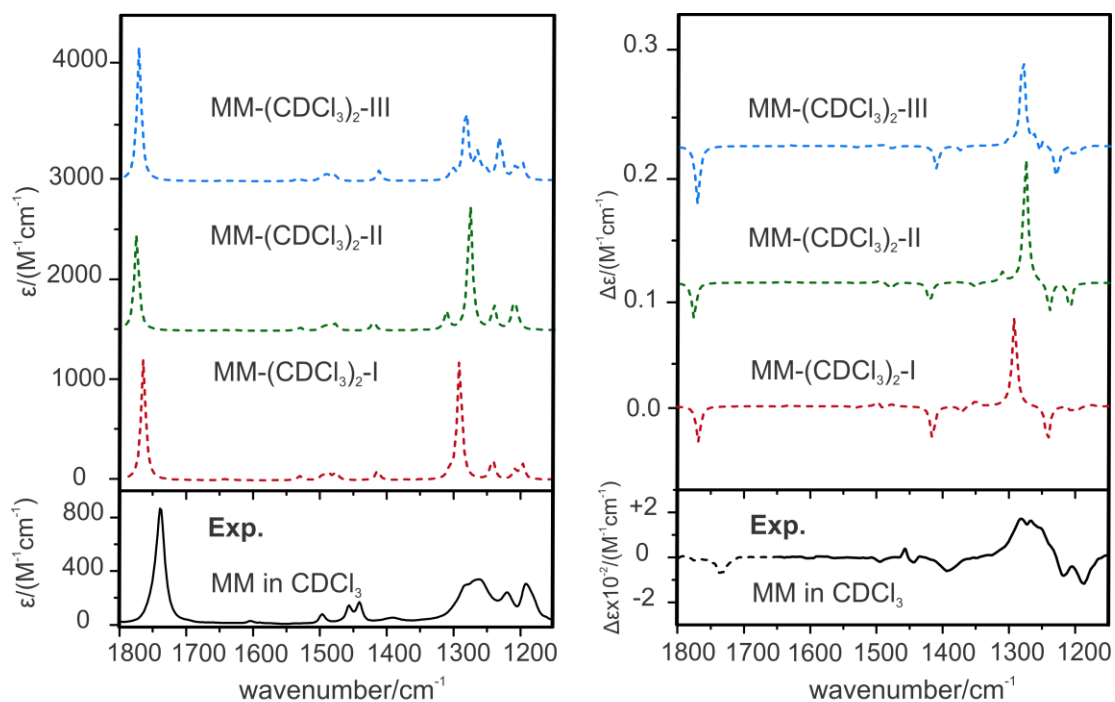 4000
3000
2000
1000
0
ε/(M⁻¹cm⁻¹)
MM-(CDCl₃)₂-III
MM-(CDCl₃)₂-II
MM-(CDCl₃)₂-I
800
400
0
ε/(M⁻¹cm⁻¹)
Exp.
MM in CDCl₃
1800 1700 1600 1500 1400 1300 1200
wavenumber/cm⁻¹
0.3
0.2
0.1
0.0
Δε/(M⁻¹cm⁻¹)
MM-(CDCl₃)₂-III
MM-(CDCl₃)₂-II
MM-(CDCl₃)₂-I
+2
0
-2
Δεx10⁻²/(M⁻¹cm⁻¹)
Exp.
MM in CDCl₃
1800 1700 1600 1500 1400 1300 1200
wavenumber/cm⁻¹